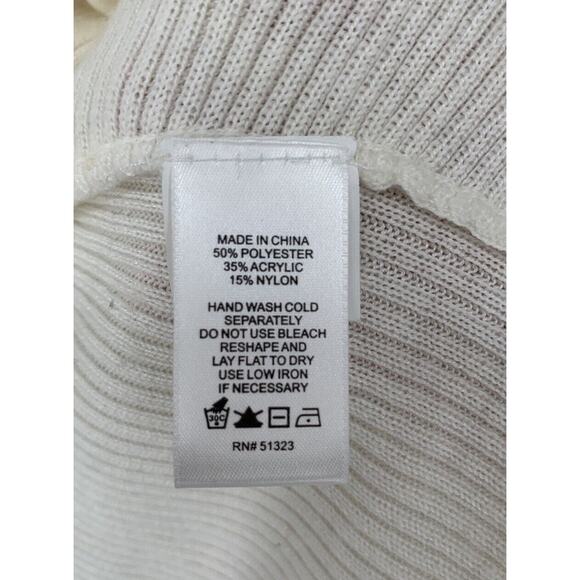 MADE IN CHINA
50% POLYESTER
35% ACRYLIC
15% NYLON
HAND WASH COLD
SEPARATELY
DO NOT USE BLEACH
RESHAPE AND
LAY FLAT TO DRY
USE LOW IRON
IF NECESSARY
30C
RN# 51323